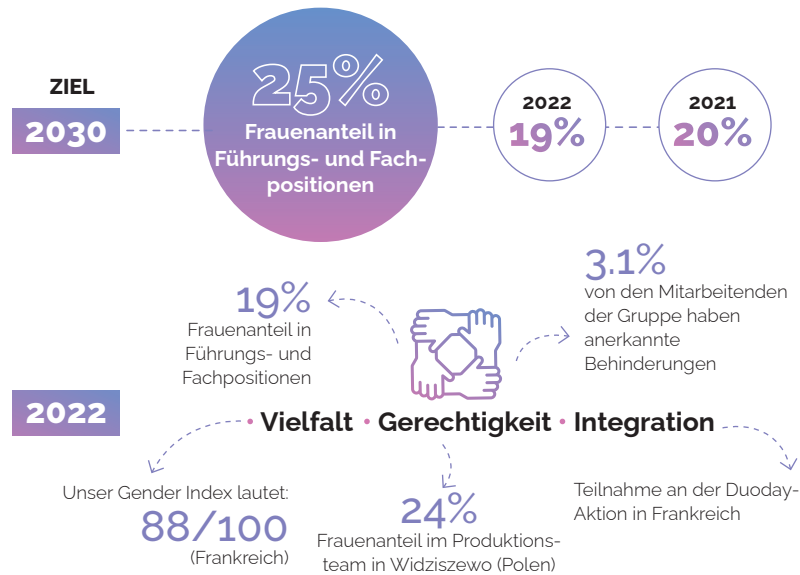 ZIEL
2030
25%
Frauenanteil in
Führungs- und Fach-
positionen
2022
19%
2021
20%
19%
Frauenanteil in
Führungs- und
Fachpositionen
3.1%
von den Mitarbeitenden
der Gruppe haben
anerkannte
Behinderungen
2022
• Vielfalt • Gerechtigkeit • Integration
Unser Gender Index lautet:
88/100
(Frankreich)
24%
Frauenanteil im Produktions-
team in Widziszewo (Polen)
Teilnahme an der Duoday-
Aktion in Frankreich